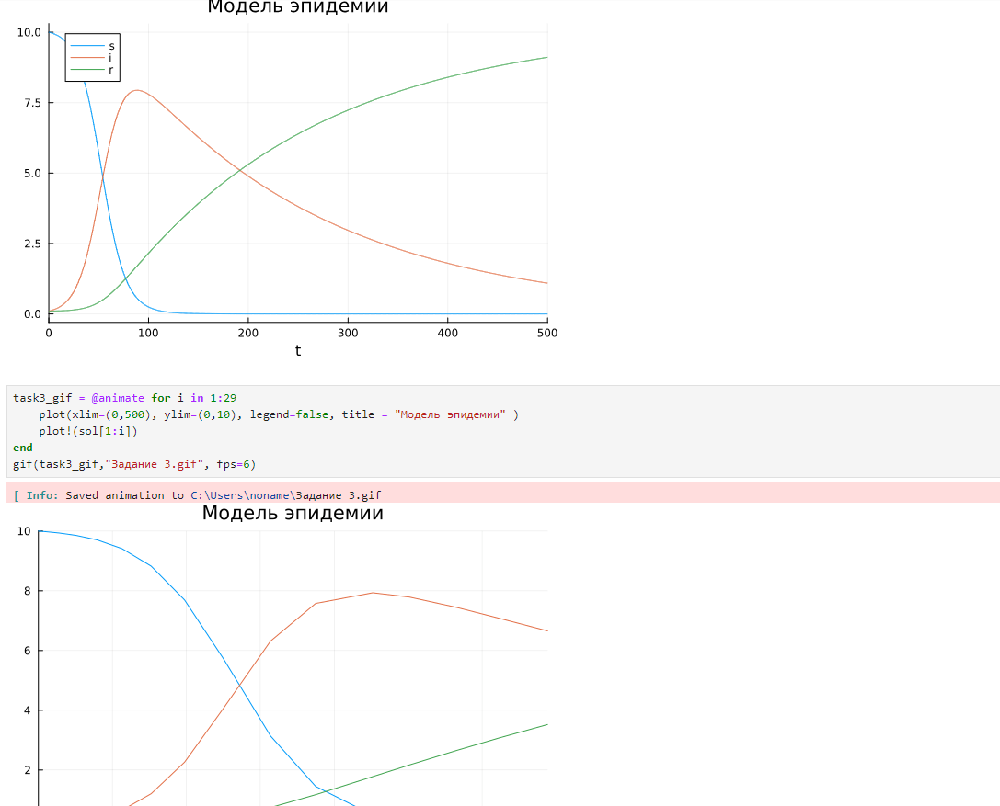 Модель эпидемии
10.0
s
i
r
7.5
5.0
2.5
0.0
0 100 200 300 400 500
t
task3_gif = @animate for i in 1:29
plot(xlim=(0,500), ylim=(0,10), legend=false, title = "Модель эпидемии" )
plot!(sol[1:i])
end
gif(task3_gif,"Задание 3.gif", fps=6)
[ Info: Saved animation to C:\Users\noname\Задание 3.gif
Модель эпидемии
10
8
6
4
2